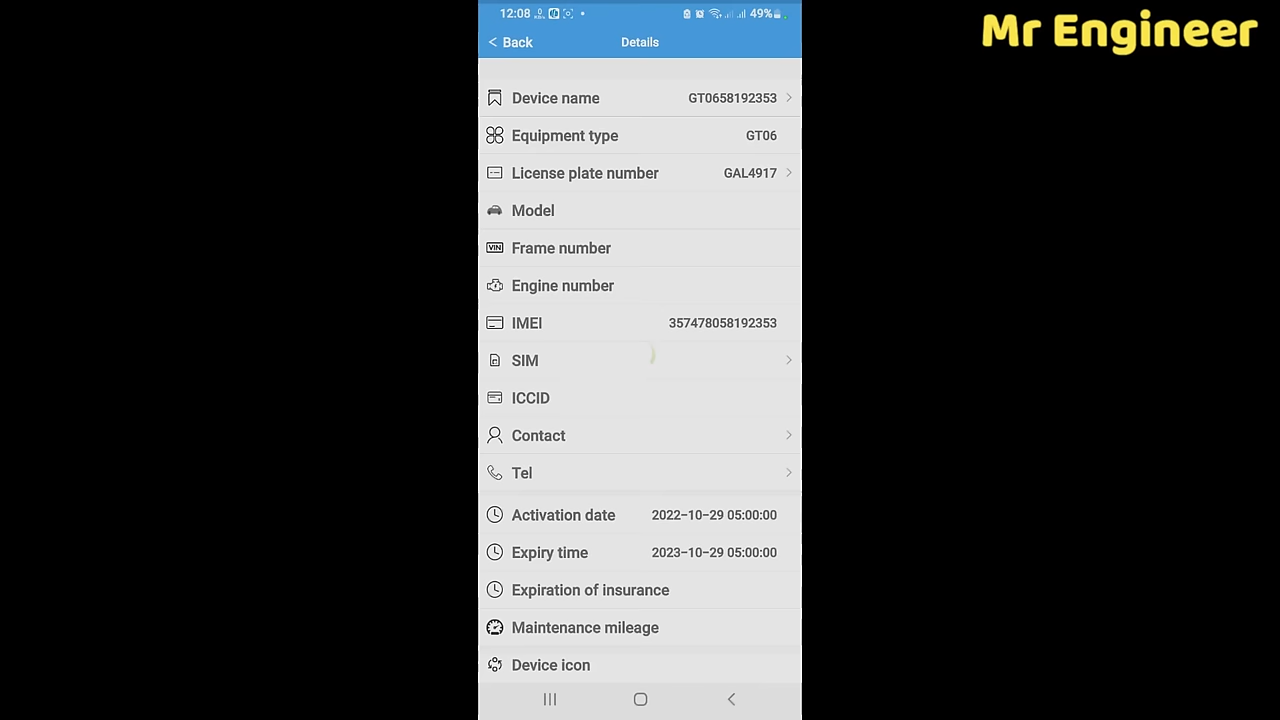 Mr Engineer
12:08 49%
< Back Details
Device name GT0658192353
Equipment type GT06
License plate number GAL4917
Model
VIN Frame number
Engine number
IMEI 357478058192353
SIM
ICCID
Contact
Tel
Activation date 2022-10-29 05:00:00
Expiry time 2023-10-29 05:00:00
Expiration of insurance
Maintenance mileage
Device icon